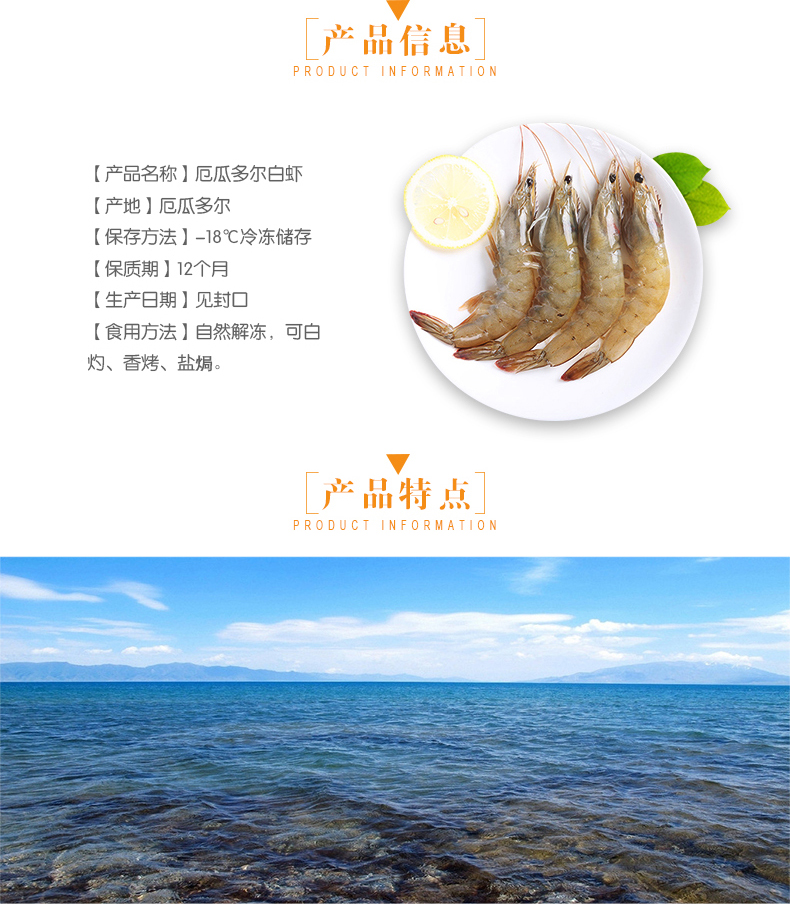 产品信息
PRODUCT INFORMATION
【产品名称】厄瓜多尔白虾
【产地】厄瓜多尔
【保存方法】-18℃冷冻储存
【保质期】12个月
【生产日期】见封口
【食用方法】自然解冻，可白
灼、香烤、盐焗。
产品特点
PRODUCT INFORMATION